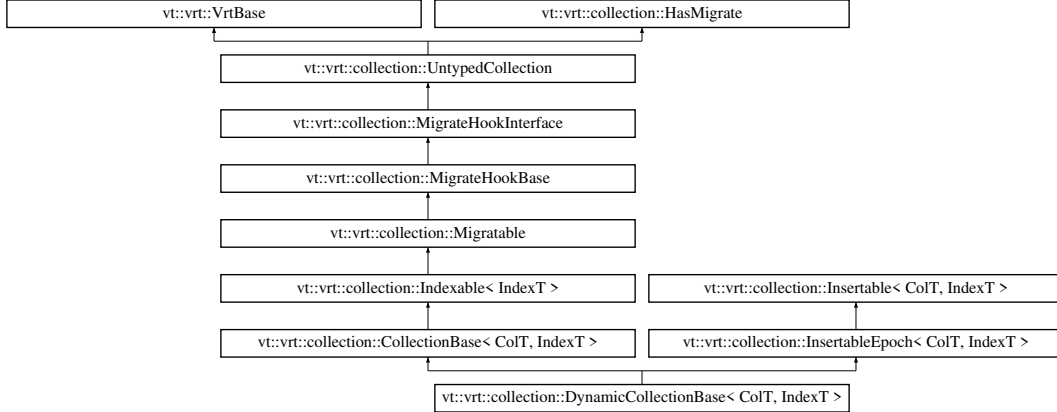 vt::vrt::VrtBase
vt::vrt::collection::HasMigrate
vt::vrt::collection::UntypedCollection
vt::vrt::collection::MigrateHookInterface
vt::vrt::collection::MigrateHookBase
vt::vrt::collection::Migratable
vt::vrt::collection::Indexable< IndexT >
vt::vrt::collection::Insertable< ColT, IndexT >
vt::vrt::collection::CollectionBase< ColT, IndexT >
vt::vrt::collection::InsertableEpoch< ColT, IndexT >
vt::vrt::collection::DynamicCollectionBase< ColT, IndexT >